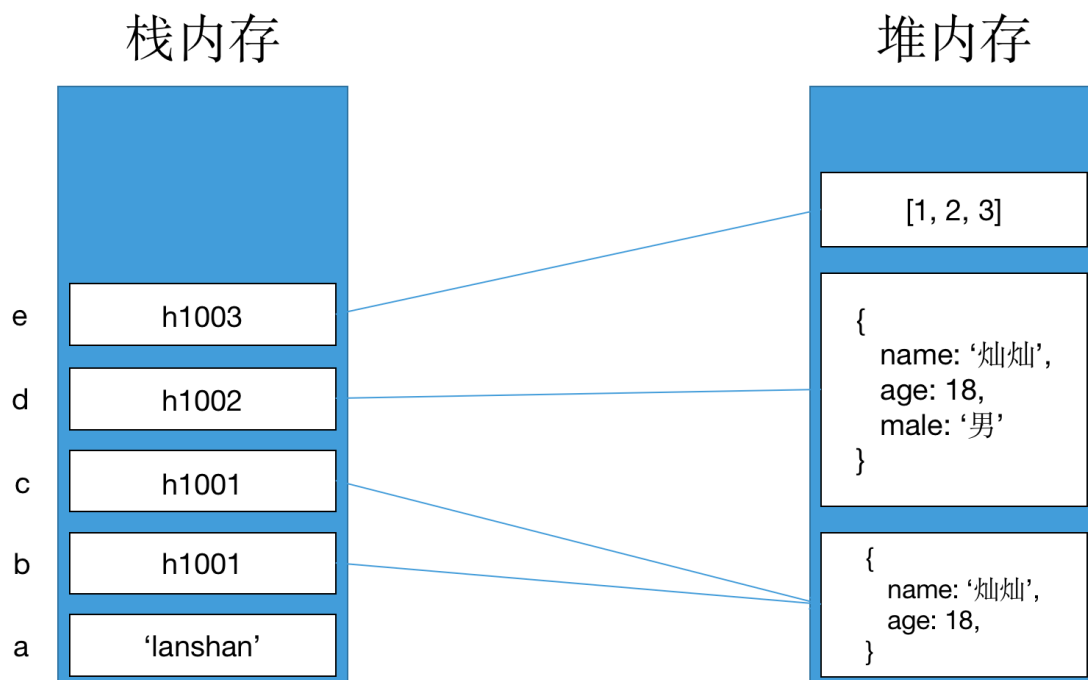 栈内存
堆内存
e
h1003
d
h1002
c
h1001
b
h1001
a
‘lanshan’
[1, 2, 3]
{
name: ‘灿灿’,
age: 18,
male: ‘男’
}
{
name: ‘灿灿’,
age: 18,
}